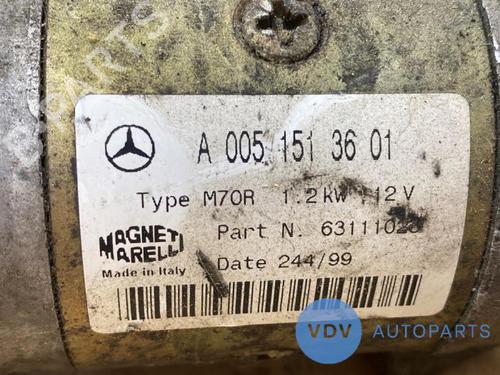 A 005 151 36 01
Type M70R 1.2kW 12V
MAGNETI MARELLI
Part N.
Made in Italy
Date 244/99
VDV AUTOPARTS